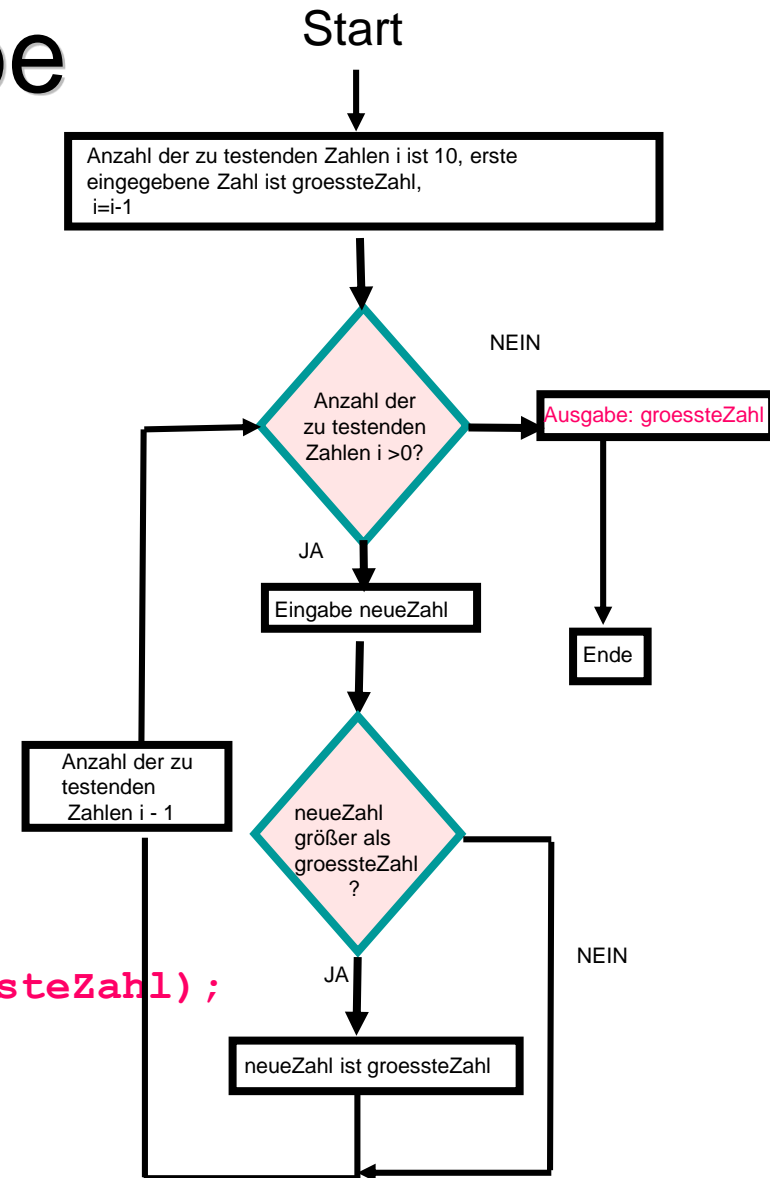 Start
Anzahl der zu testenden Zahlen i ist 10, erste
eingegebene Zahl ist groessteZahl,
i=i-1
NEIN
Anzahl der
zu testenden
Zahlen i >0?
Ausgabe: groessteZahl
JA
Eingabe neueZahl
Ende
Anzahl der zu
testenden
Zahlen i - 1
neueZahl
größer als
groessteZahl
?
NEIN
JA
steZahl);
neueZahl ist groessteZahl